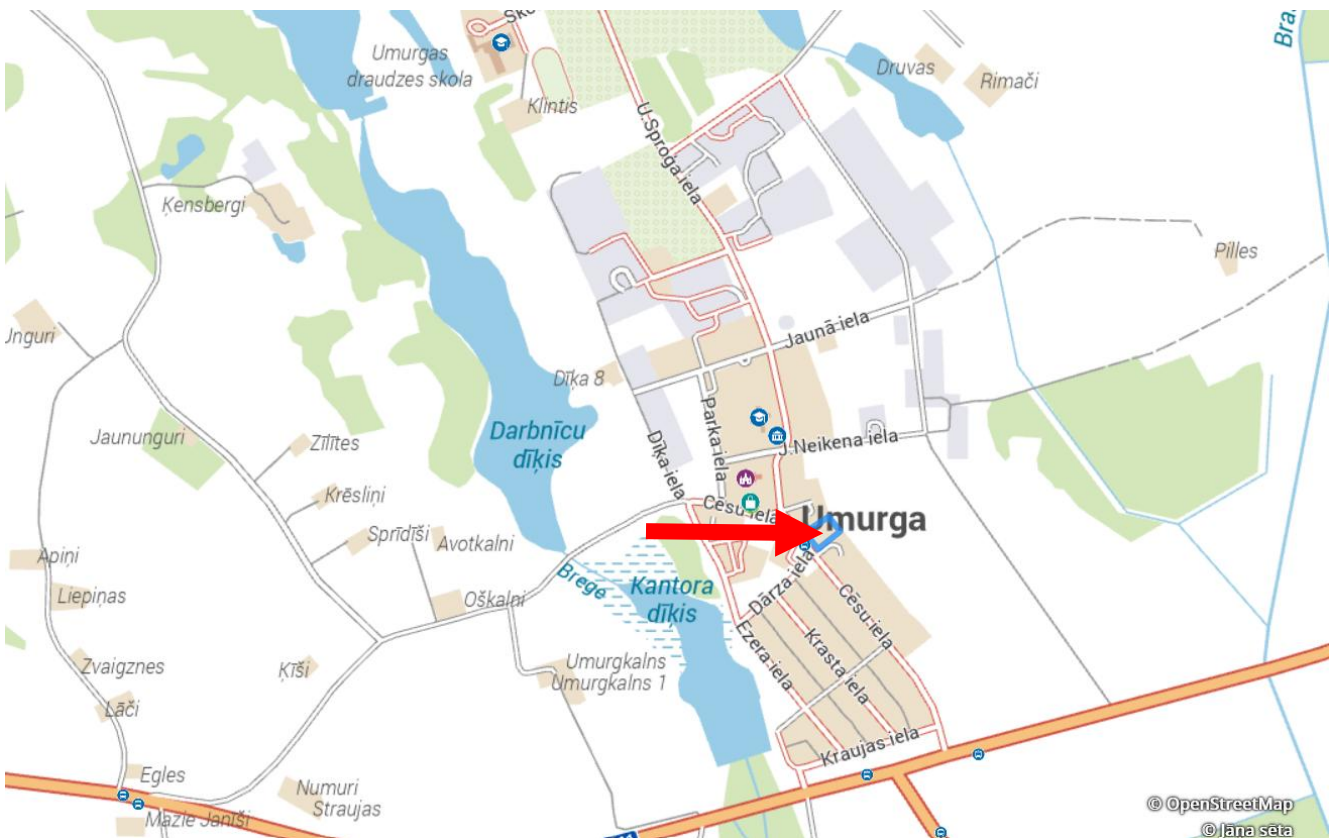 Umurgas
draudzes skola
Klintis
Druvas
Rimači
U.Sproģa iela
Ķensbergi
Pilles
Jaunā iela
Dīķa 8
Parka iela
Darbnīcu
dīķis
Dīķa iela
J.Neikena iela
Jaununguri
Zīlītes
Krēsliņi
Cēsu iela
Umurga
Sprīdīši
Avotkalni
Apiņi
Liepiņas
Brege
Kantora
dīķis
Dārza iela
Oškalni
Cēsu iela
Ezera iela
Krasta iela
Zvaigznes
Ķīši
Umurgkalns
Umurgkalns 1
Lāči
Kraujas iela
Egles
Numuri
Straujas
Mazie Janīši
© OpenStreetMap
© Jāņa sēta